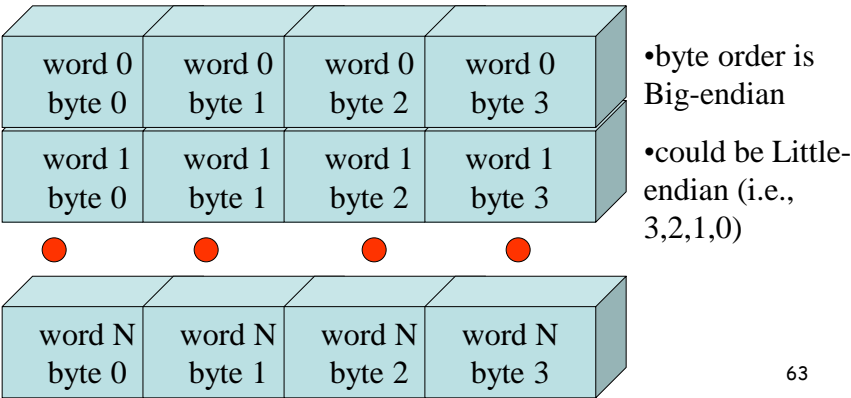 word 0 word 0 word 0 word 0
byte 0 byte 1 byte 2 byte 3
word 1 word 1 word 1 word 1
byte 0 byte 1 byte 2 byte 3
word N word N word N word N
byte 0 byte 1 byte 2 byte 3
•byte order is
Big-endian
•could be Little-
endian (i.e.,
3,2,1,0)
63